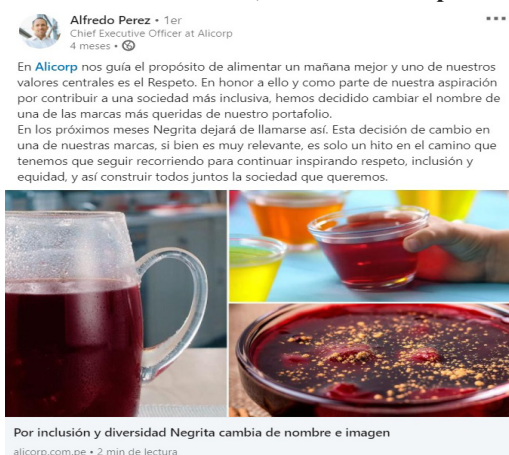 Alfredo Perez • 1er
Chief Executive Officer at Alicorp
4 meses •
En Alicorp nos guía el propósito de alimentar un mañana mejor y uno de nuestros
valores centrales es el Respeto. En honor a ello y como parte de nuestra aspiración
por contribuir a una sociedad más inclusiva, hemos decidido cambiar el nombre de
una de las marcas más queridas de nuestro portafolio.
En los próximos meses Negrita dejará de llamarse así. Esta decisión de cambio en
una de nuestras marcas, si bien es muy relevante, es solo un hito en el camino que
tenemos que seguir recorriendo para continuar inspirando respeto, inclusión y
equidad, y así construir todos juntos la sociedad que queremos.
Por inclusión y diversidad Negrita cambia de nombre e imagen
alicorp.com.pe • 2 min de lectura